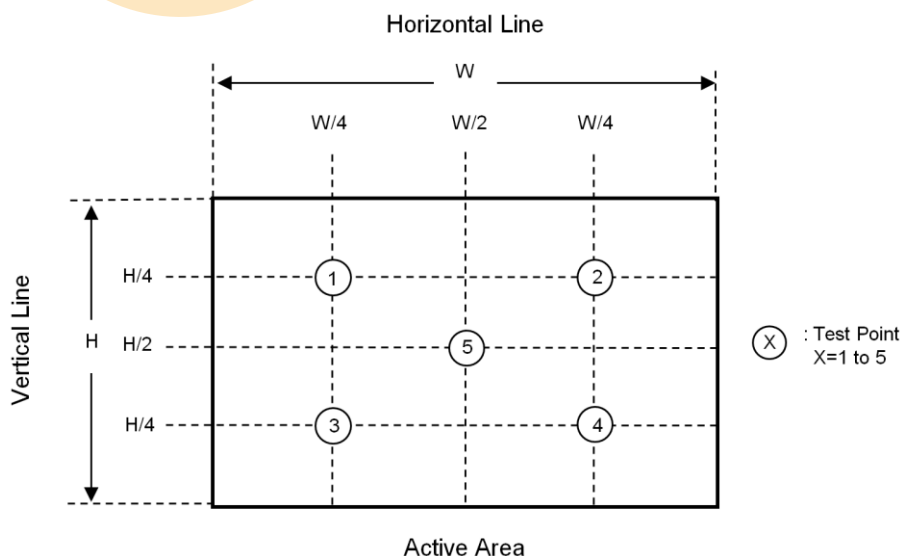 Horizontal Line
W
W/4 W/2 W/4
Vertical Line
H
H/4
H/2
H/4
1 2
5
3 4
X : Test Point
X=1 to 5
Active Area